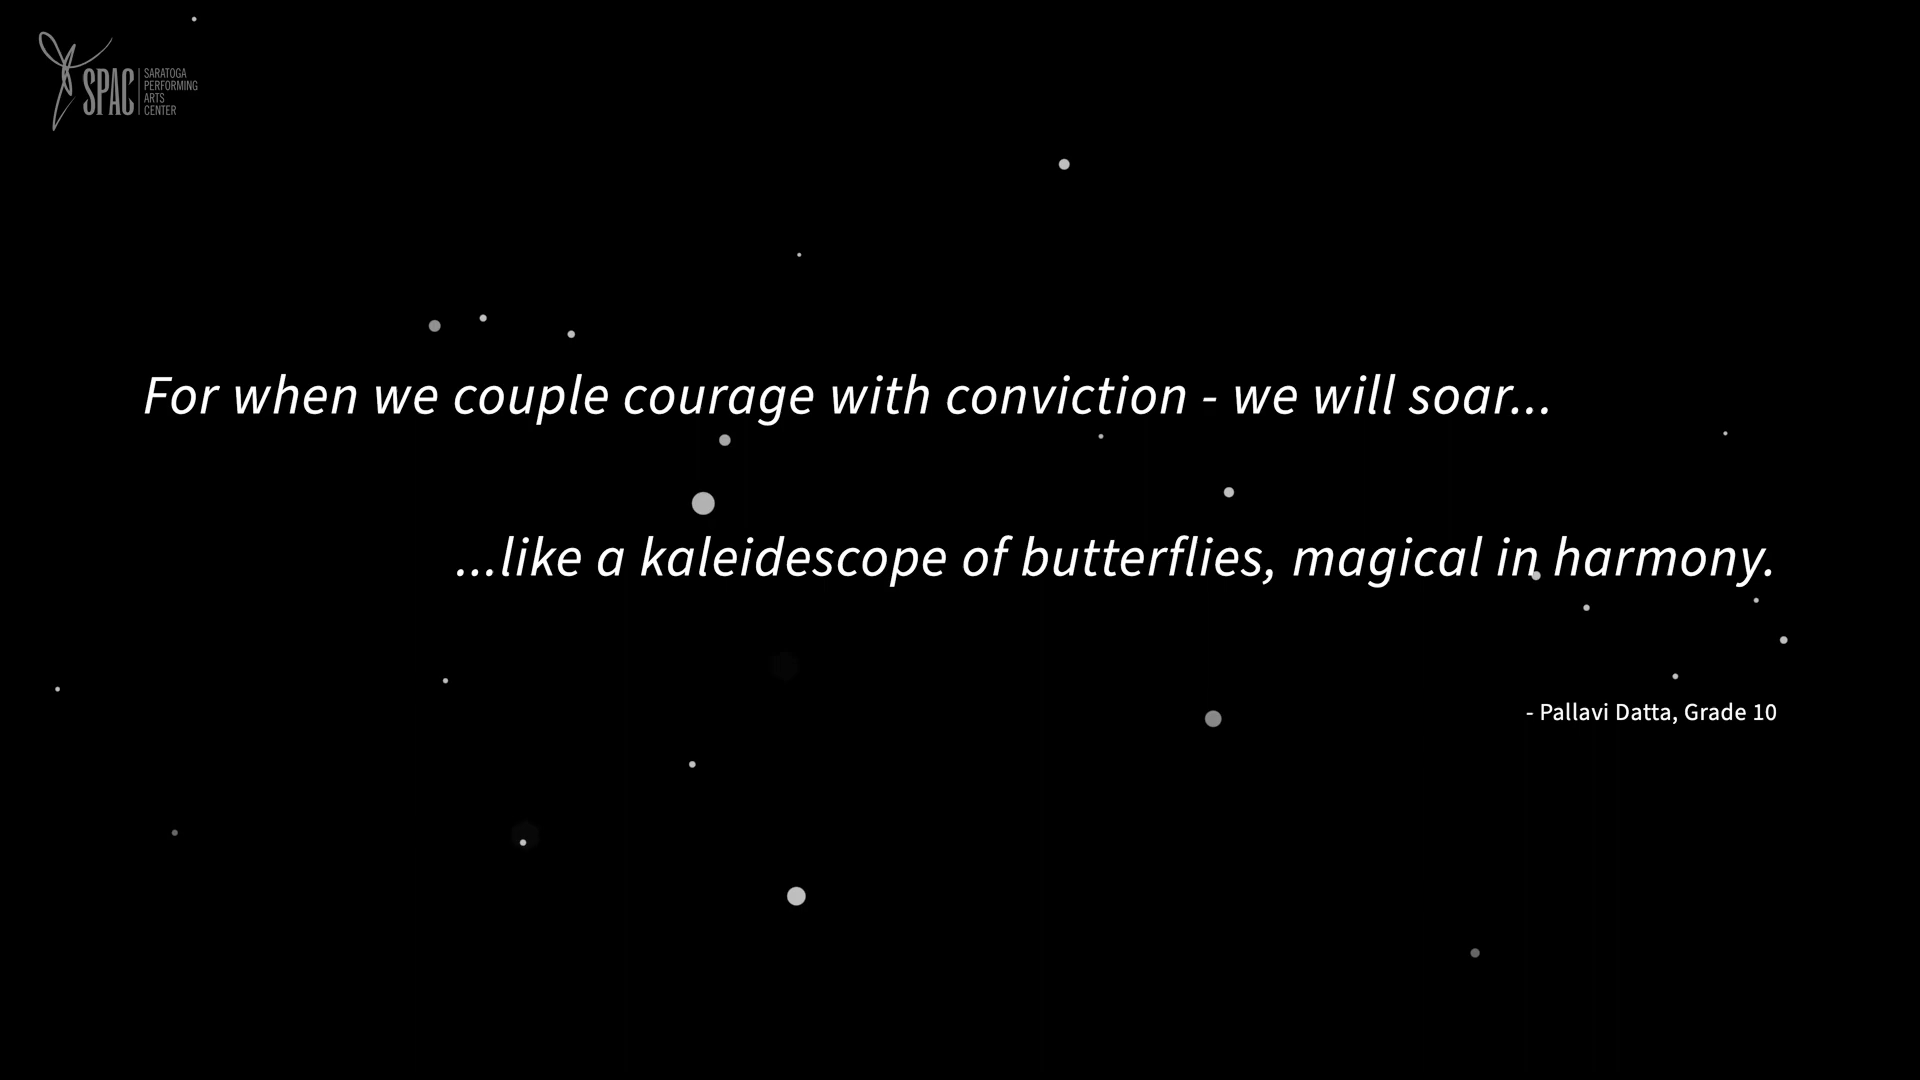 SPAC
SARATOGA
PERFORMING
ARTS
CENTER
For when we couple courage with conviction - we will soar...
...like a kaleidescope of butterflies, magical in harmony.
- Pallavi Datta, Grade 10